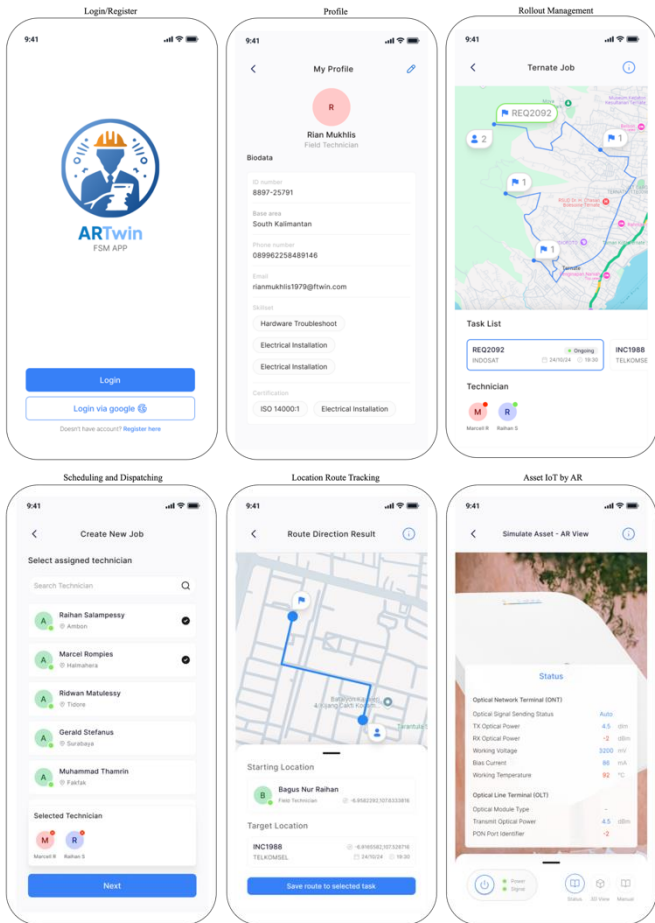 Login/Register
9:41
ARTwin
FSM APP
Login
Login via google
Doesn't have account? Register here
Profile
9:41
My Profile
R
Rian Mukhlis
Field Technician
Biodata
ID number
8897-25791
Base area
South Kalimantan
Phone number
089962258489146
Email
rianmukhlis1979@ftwin.com
Skillset
Hardware Troubleshoot
Electrical Installation
Electrical Installation
Certification
ISO 14000:1 Electrical Installation
Rollout Management
9:41
Ternate Job
REQ2092
2
1
1
1
Ternate
Task List
REQ2092 Ongoing
INDOSAT 24/10/24 19:30
INC1988
TELKOMSE
Technician
M R
Marcell R Raihan S
Scheduling and Dispatching
9:41
Create New Job
Select assigned technician
Search Technician
A Raihan Salampessy
Ambon
A Marcel Rompies
Halmahera
A Ridwan Matulessy
Tidore
A Gerald Stefanus
Surabaya
A Muhammad Thamrin
Fakfak
Selected Technician
M R
Marcell R Raihan S
Next
Location Route Tracking
9:41
Route Direction Result
Starting Location
B Bagus Nur Raihan
Field Technician
Target Location
INC1988
TELKOMSEL 24/10/24 19:30
Save route to selected task
Asset IoT by AR
9:41
Simulate Asset - AR View
Status
Optical Network Terminal (ONT)
Optical Signal Sending Status Auto
TX Optical Power 4.5 dBm
RX Optical Power -2 dBm
Working Voltage 3200 mV
Bias Current 86 mA
Working Temperature 92 °C
Optical Line Terminal (OLT)
Optical Module Type -
Transmit Optical Power 4.5 dBm
PON Port Identifier -2
Power
Signal
Status 3D View Manual